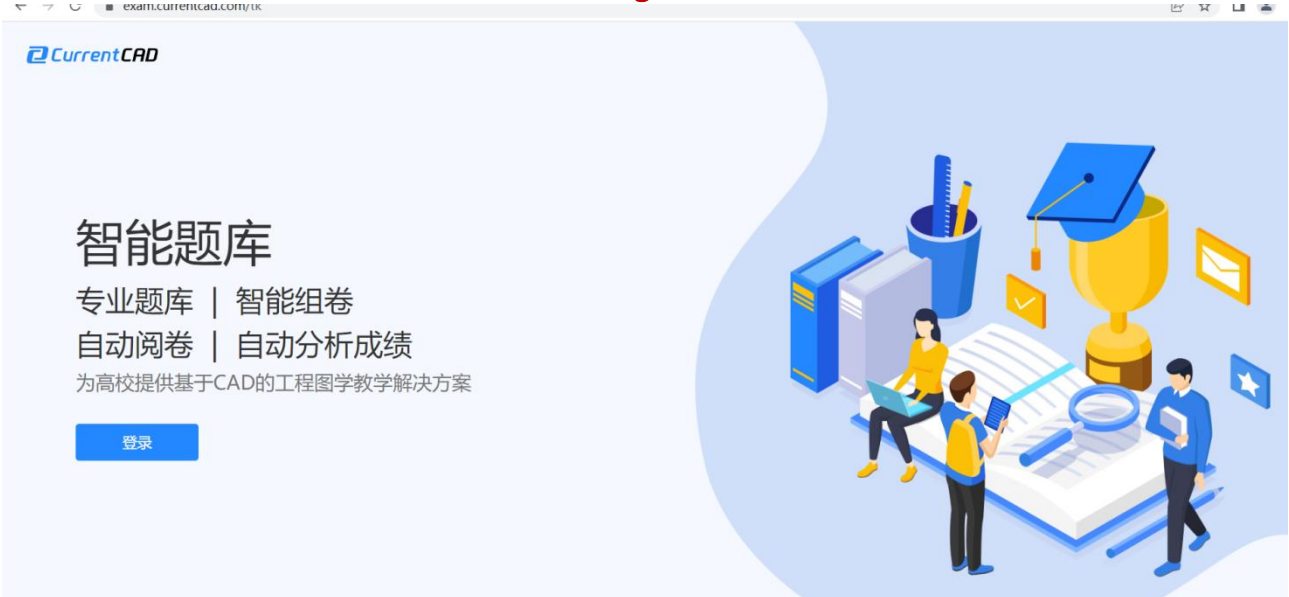 exam.currentcad.com/tk
CurrentCAD
智能题库
专业题库 | 智能组卷
自动阅卷 | 自动分析成绩
为高校提供基于CAD的工程图学教学解决方案
登录